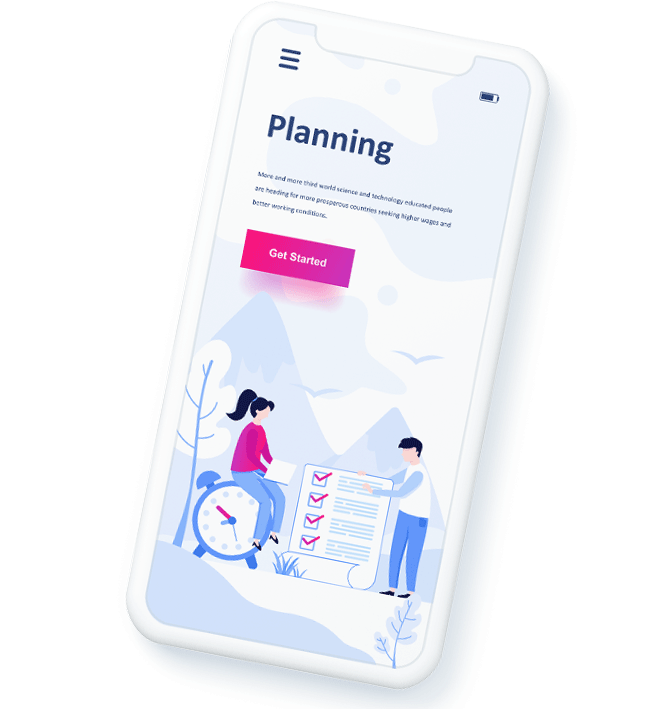 Planning
More and more third world science and technology educated people
are heading for more prosperous countries seeking higher wages and
better working conditions.
Get Started